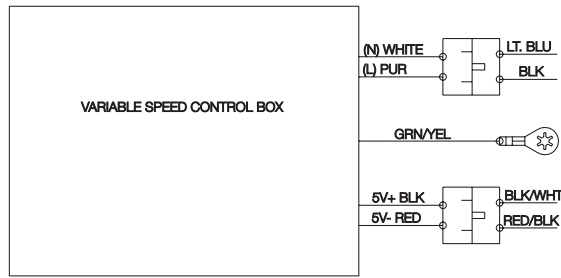 (N) WHITE
LT. BLU
(L) PUR
BLK
VARIABLE SPEED CONTROL BOX
GRN/YEL
5V+ BLK
BLK/WHT
5V- RED
RED/BLK